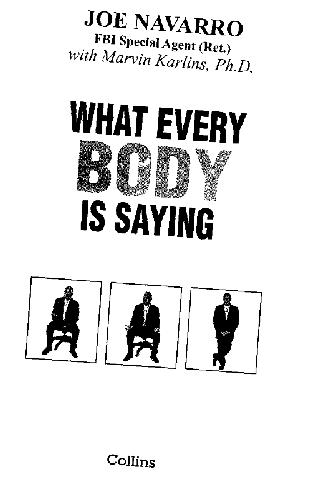 JOE NAVARRO
FBI Special Agent (Ret.)
with Marvin Karlins, Ph.D.
WHAT EVERY
BODY
IS SAYING
Collins